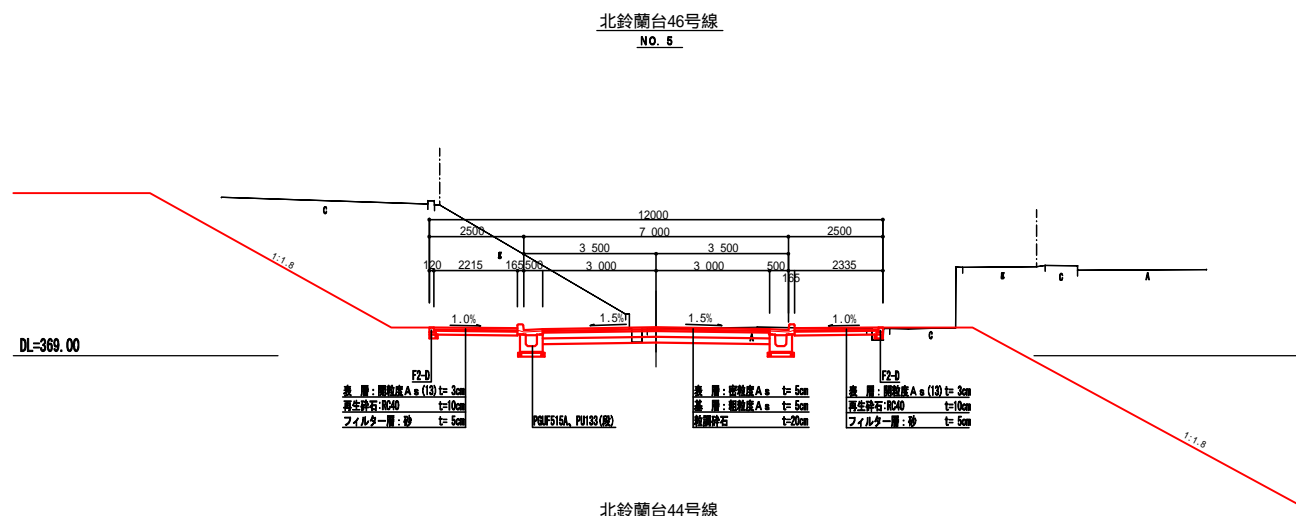 北鈴蘭台46号線
NO. 5
12000
2500 7 000 2500
3 500 3 500
120 2215 165 500 3 000 3 000 500 165 2335
C
g
g C A
1:1.8
1.0% 1.5% 1.5% 1.0%
A
C
DL=369.00
F2-D
表 層：開粒度As(13) t= 3cm
再生砕石:RC40 t=10cm
フィルター層：砂 t= 5cm
PGUF515A、PU133(殿)
表 層：密粒度As t= 5cm
基 層：粗粒度As t= 5cm
粒調砕石 t=20cm
F2-D
表 層：開粒度As(13) t= 3cm
再生砕石:RC40 t=10cm
フィルター層：砂 t= 5cm
1:1.8
北鈴蘭台44号線